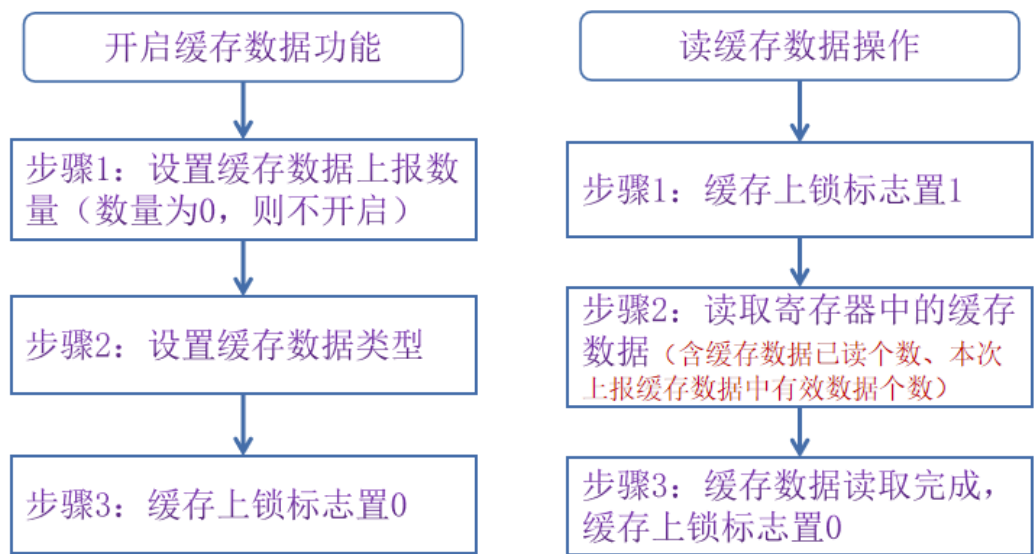 开启缓存数据功能
步骤1：设置缓存数据上报数
量（数量为0，则不开启）
步骤2：设置缓存数据类型
步骤3：缓存上锁标志置0
读缓存数据操作
步骤1：缓存上锁标志置1
步骤2：读取寄存器中的缓存
数据（含缓存数据已读个数、本次
上报缓存数据中有效数据个数）
步骤3：缓存数据读取完成，
缓存上锁标志置0